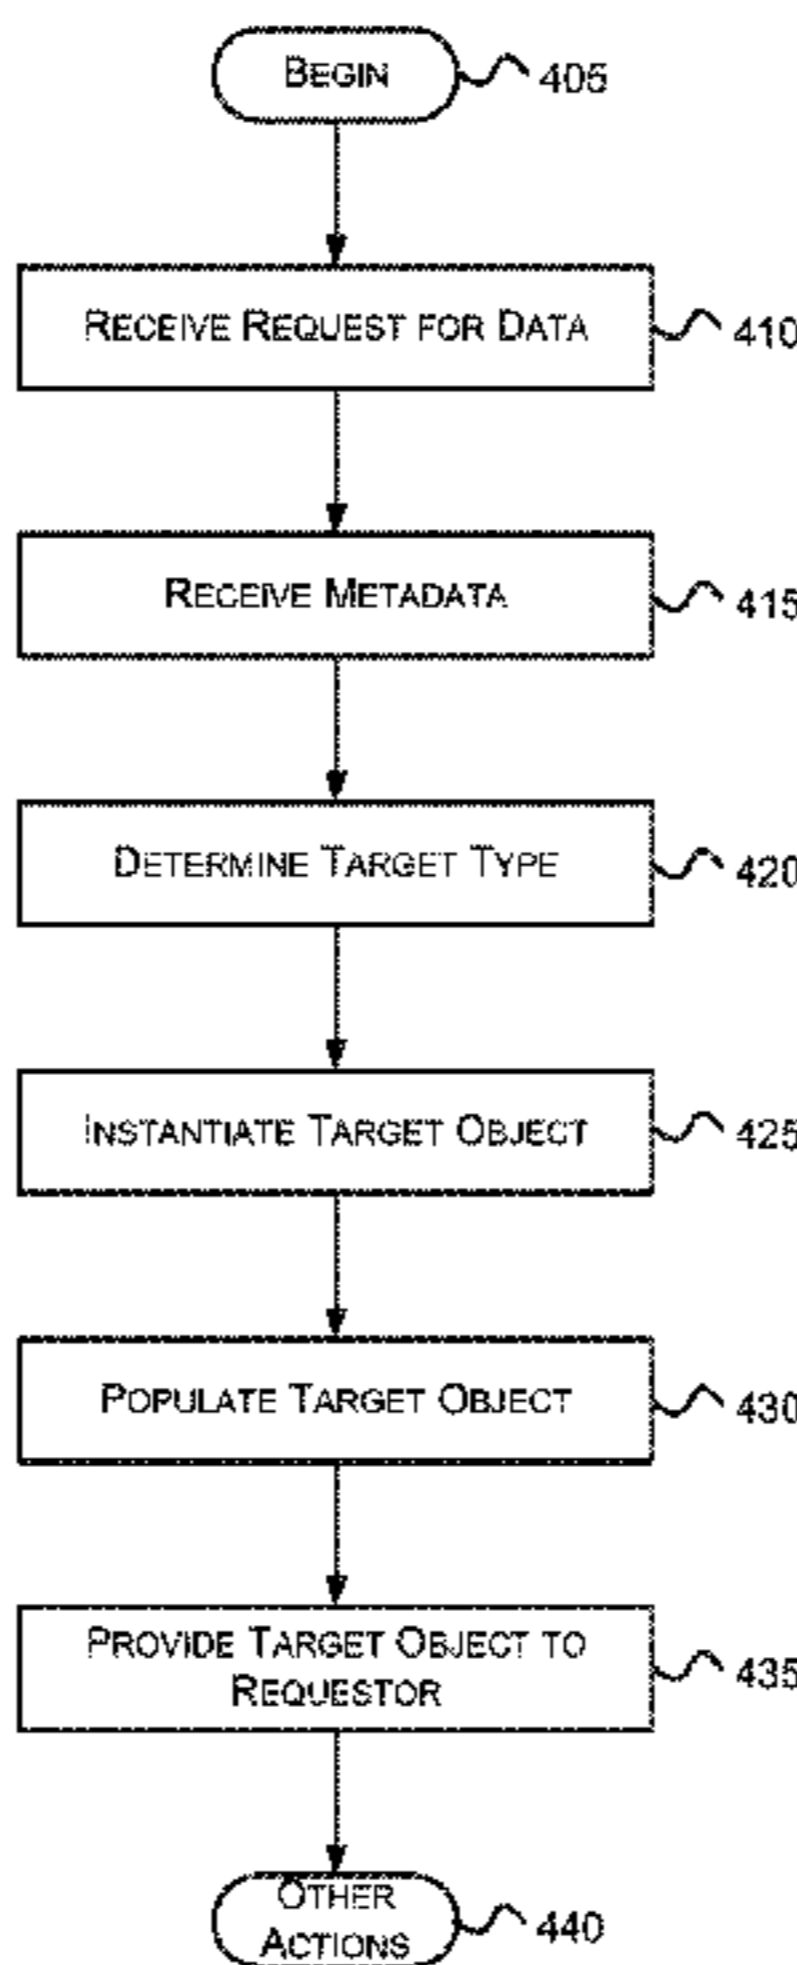 BEGIN
405
RECEIVE REQUEST FOR DATA
410
RECEIVE METADATA
415
DETERMINE TARGET TYPE
420
INSTANTIATE TARGET OBJECT
425
POPULATE TARGET OBJECT
430
PROVIDE TARGET OBJECT TO
REQUESTOR
435
OTHER
ACTIONS
440